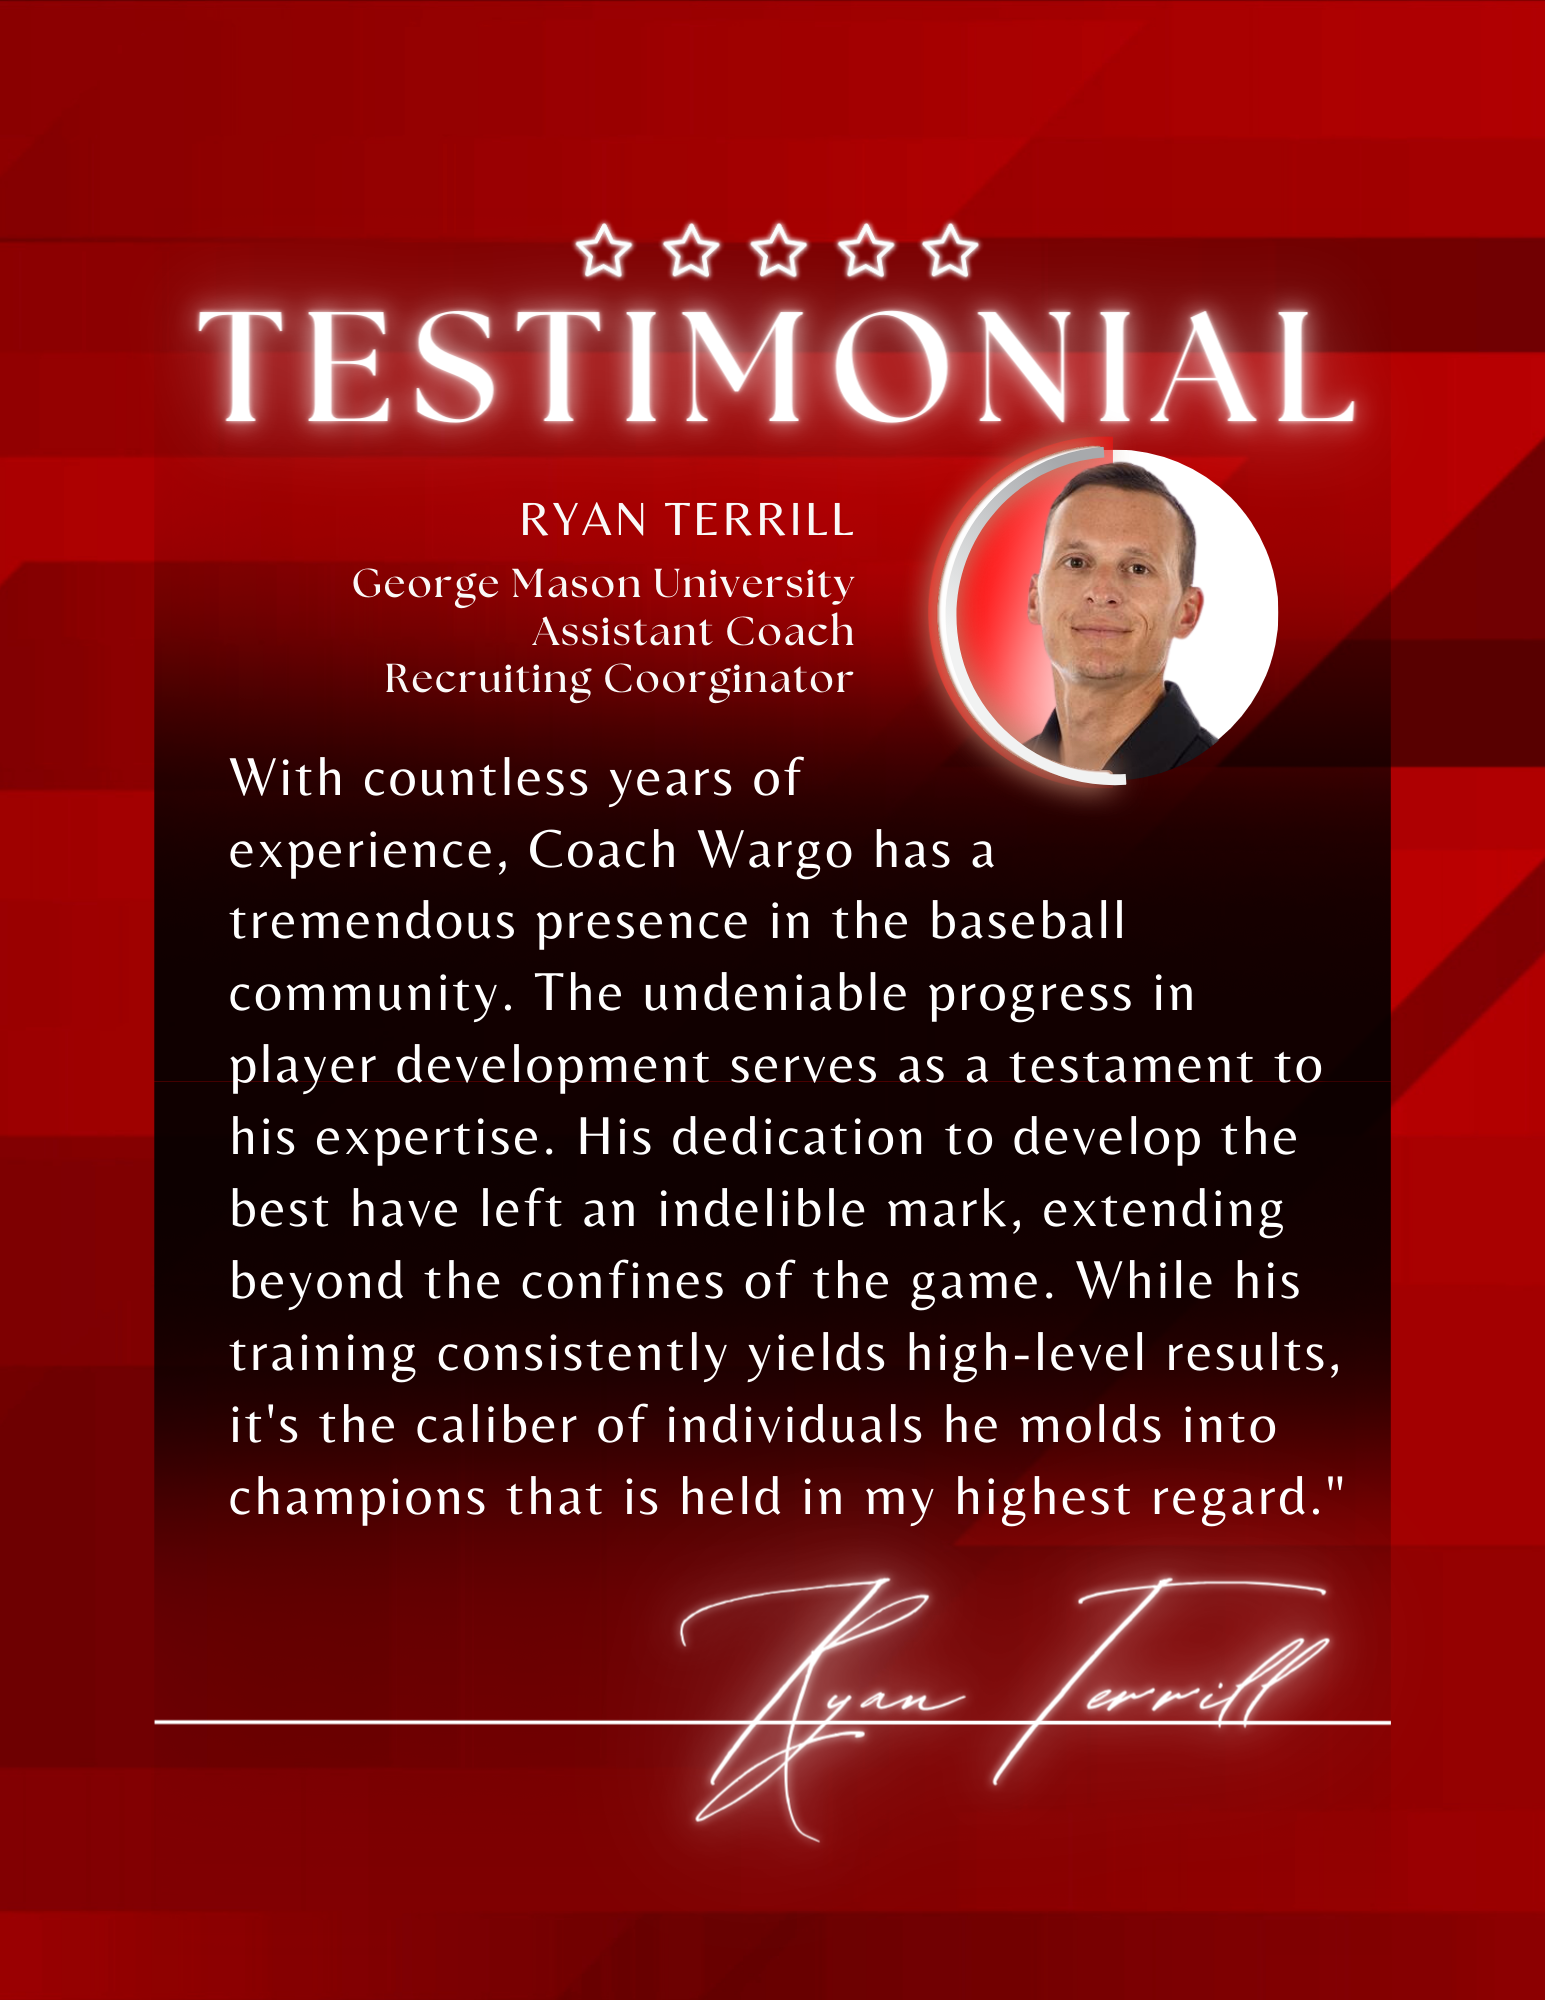 TESTIMONIAL
RYAN TERRILL
George Mason University
Assistant Coach
Recruiting Coorginator
With countless years of
experience, Coach Wargo has a
tremendous presence in the baseball
community. The undeniable progress in
player development serves as a testament to
his expertise. His dedication to develop the
best have left an indelible mark, extending
beyond the confines of the game. While his
training consistently yields high-level results,
it's the caliber of individuals he molds into
champions that is held in my highest regard."
Ryan Terrill